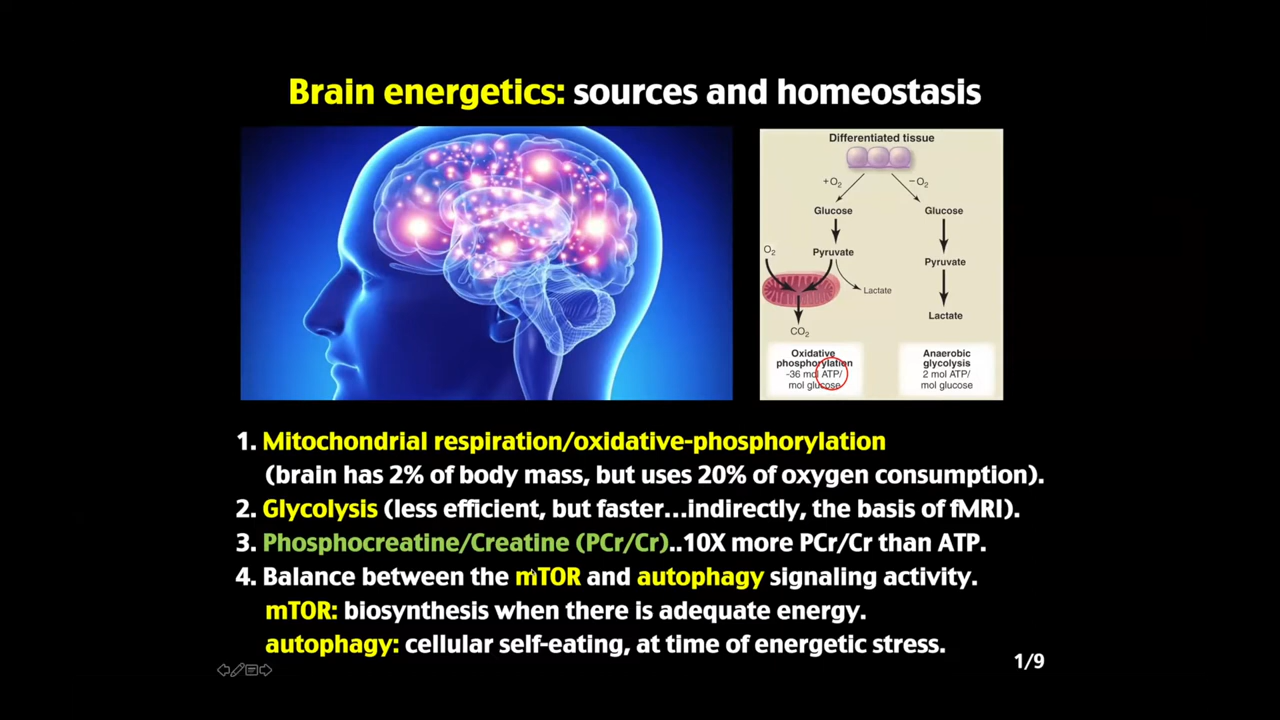 Brain energetics: sources and homeostasis
Differentiated tissue
+O₂
−O₂
Glucose
Glucose
O₂
Pyruvate
Pyruvate
Lactate
Lactate
CO₂
Oxidative
phosphorylation
~36 mol ATP/
mol glucose
Anaerobic
glycolysis
2 mol ATP/
mol glucose
1. Mitochondrial respiration/oxidative-phosphorylation
(brain has 2% of body mass, but uses 20% of oxygen consumption).
2. Glycolysis (less efficient, but faster...indirectly, the basis of fMRI).
3. Phosphocreatine/Creatine (PCr/Cr)..10X more PCr/Cr than ATP.
4. Balance between the mTOR and autophagy signaling activity.
mTOR: biosynthesis when there is adequate energy.
autophagy: cellular self-eating, at time of energetic stress.
1/9